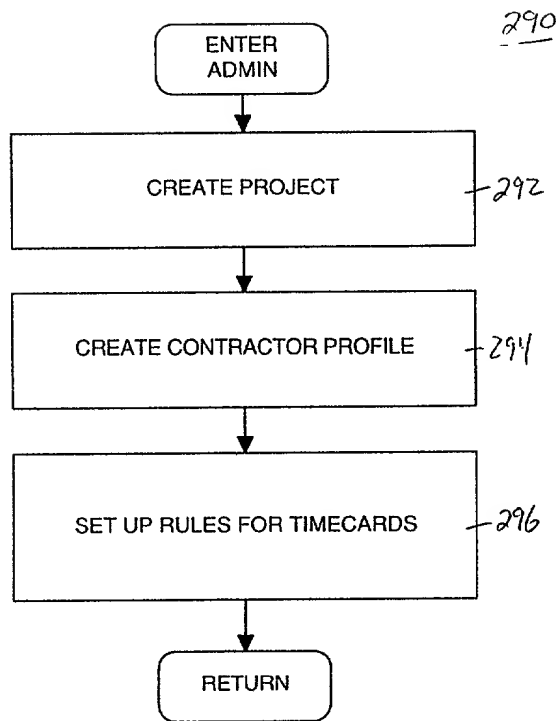 290
ENTER
ADMIN
CREATE PROJECT
292
CREATE CONTRACTOR PROFILE
294
SET UP RULES FOR TIMECARDS
296
RETURN